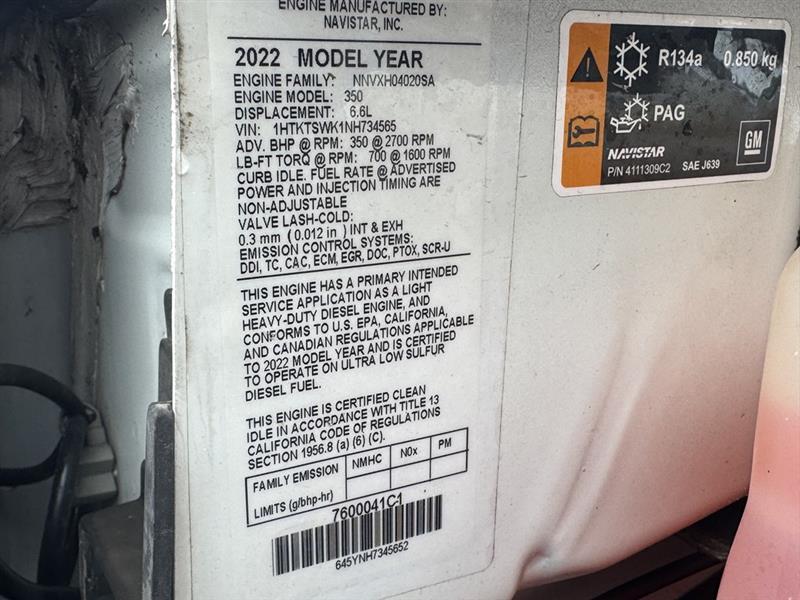 ENGINE MANUFACTURED BY:
NAVISTAR, INC.
2022 MODEL YEAR
ENGINE FAMILY: NNVXH04020SA
ENGINE MODEL: 350
DISPLACEMENT: 6.6L
VIN: 1HTKTSWK1NH734565
ADV. BHP @ RPM: 350 @ 2700 RPM
LB-FT TORQ @ RPM: 700 @ 1600 RPM
CURB IDLE. FUEL RATE @ ADVERTISED
POWER AND INJECTION TIMING ARE
NON-ADJUSTABLE
VALVE LASH-COLD:
0.3 mm ( 0.012 in ) INT & EXH
EMISSION CONTROL SYSTEMS:
DDI, TC, CAC, ECM, EGR, DOC, PTOX, SCR-U
THIS ENGINE HAS A PRIMARY INTENDED
SERVICE APPLICATION AS A LIGHT
HEAVY-DUTY DIESEL ENGINE, AND
CONFORMS TO U.S. EPA, CALIFORNIA,
AND CANADIAN REGULATIONS APPLICABLE
TO 2022 MODEL YEAR AND IS CERTIFIED
TO OPERATE ON ULTRA LOW SULFUR
DIESEL FUEL.
THIS ENGINE IS CERTIFIED CLEAN
IDLE IN ACCORDANCE WITH TITLE 13
CALIFORNIA CODE OF REGULATIONS
SECTION 1956.8 (a) (6) (C).
FAMILY EMISSION
LIMITS (g/bhp-hr)
NMHC N0x PM
7600041C1
645YNH7345652
R134a 0.850 kg
PAG
NAVISTAR
P/N 4111309C2 SAE J639
GM